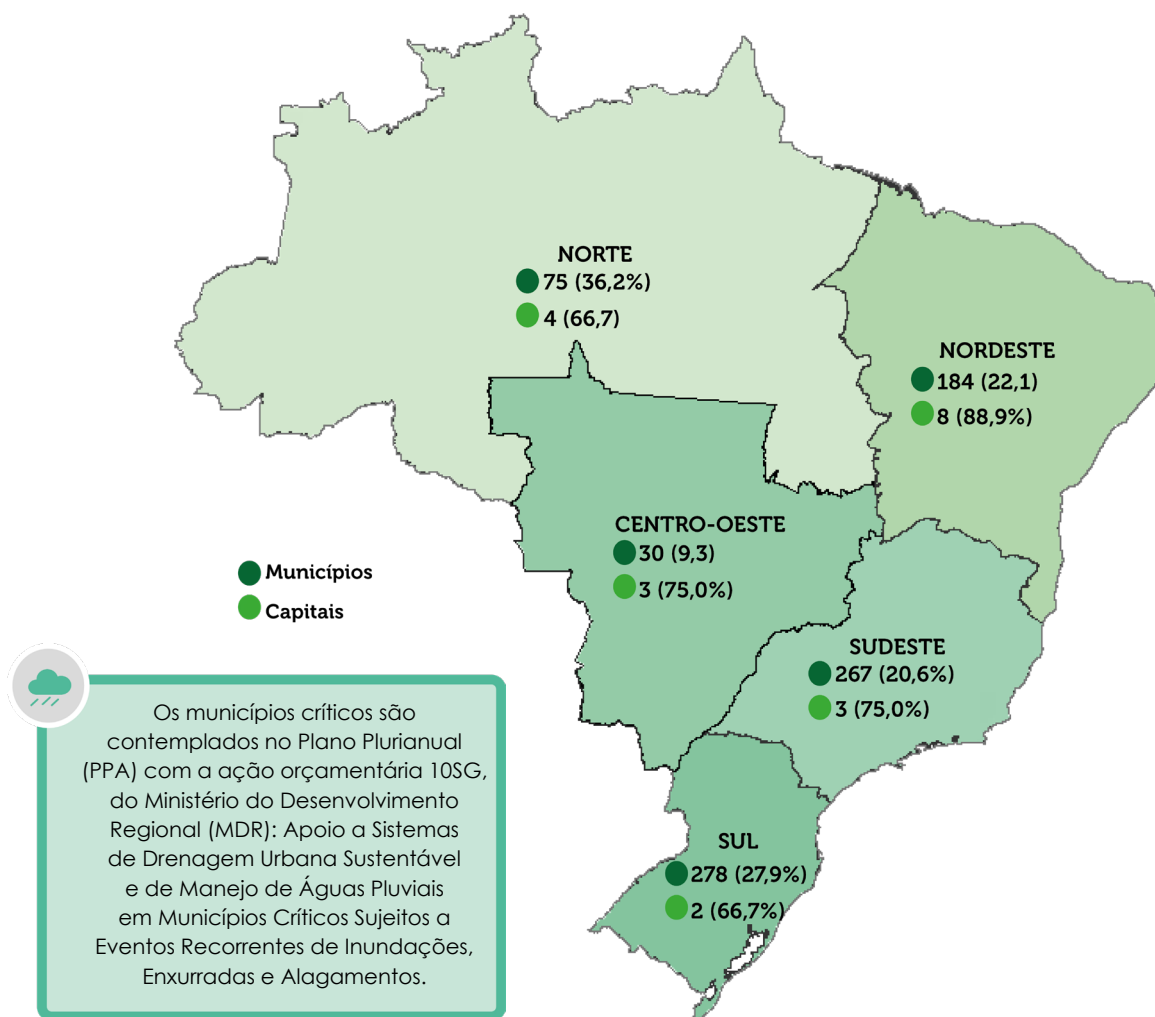 NORTE
75 (36,2%)
4 (66,7)
NORDESTE
184 (22,1)
8 (88,9%)
CENTRO-OESTE
30 (9,3)
3 (75,0%)
Municípios
Capitais
SUDESTE
267 (20,6%)
3 (75,0%)
Os municípios críticos são
contemplados no Plano Plurianual
(PPA) com a ação orçamentária 10SG,
do Ministério do Desenvolvimento
Regional (MDR): Apoio a Sistemas
de Drenagem Urbana Sustentável
e de Manejo de Águas Pluviais
em Municípios Críticos Sujeitos a
Eventos Recorrentes de Inundações,
Enxurradas e Alagamentos.
SUL
278 (27,9%)
2 (66,7%)